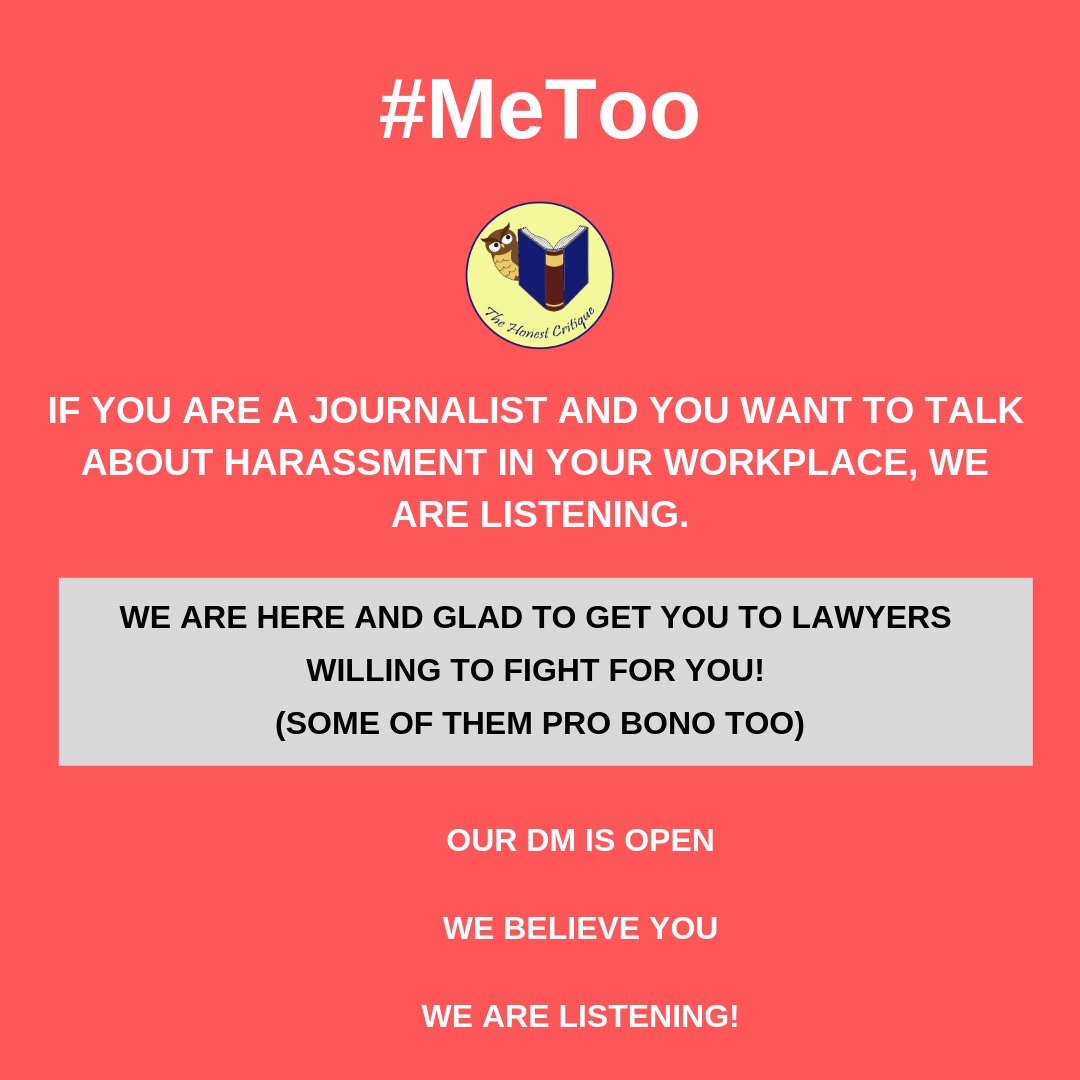 #MeToo
The Honest Critique
IF YOU ARE A JOURNALIST AND YOU WANT TO TALK
ABOUT HARASSMENT IN YOUR WORKPLACE, WE
ARE LISTENING.
WE ARE HERE AND GLAD TO GET YOU TO LAWYERS
WILLING TO FIGHT FOR YOU!
(SOME OF THEM PRO BONO TOO)
OUR DM IS OPEN
WE BELIEVE YOU
WE ARE LISTENING!